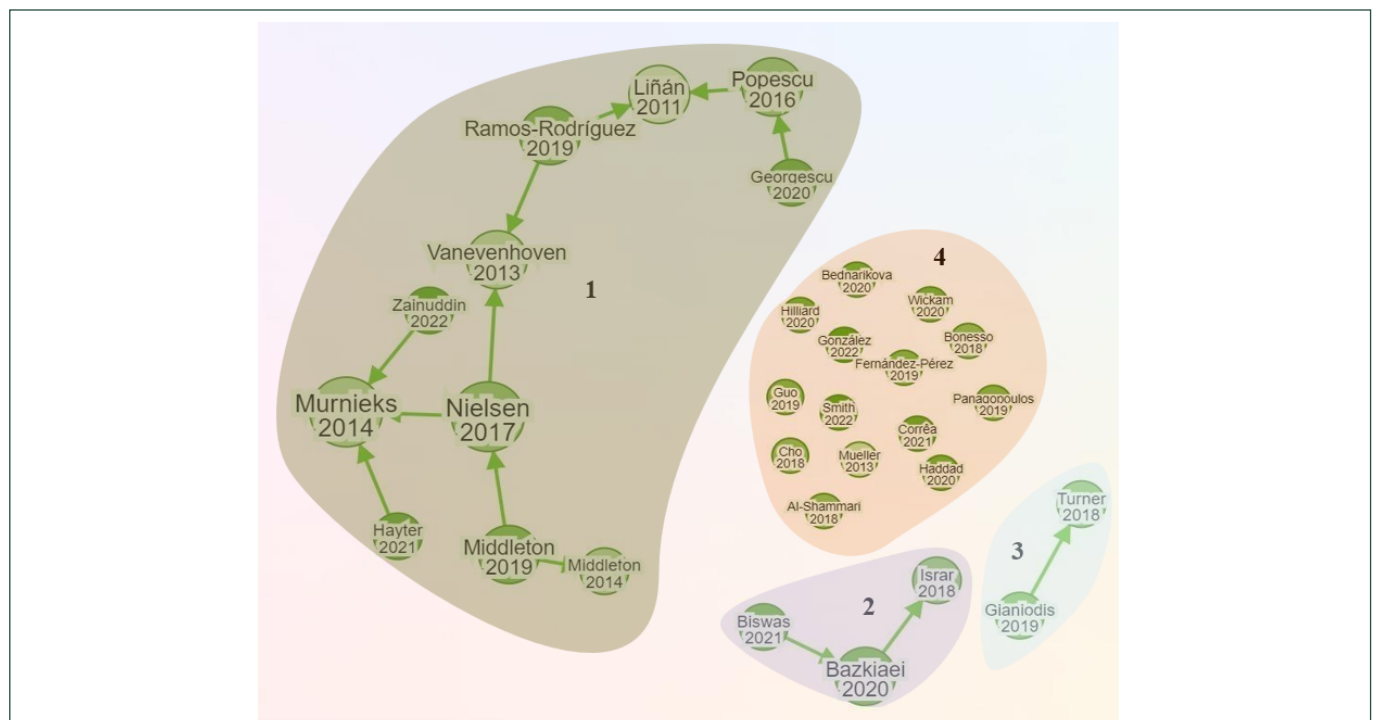 Liñán
2011
Popescu
2016
Ramos-Rodríguez
2019
Georgescu
2020
Vanevenhoven
2013
1
Zainuddin
2022
Murnieks
2014
Nielsen
2017
Hayter
2021
Middleton
2019
Middleton
2014
4
Bednarikova
2020
Wickam
2020
Hilliard
2020
González
2022
Bonesso
2018
Fernández-Pérez
2019
Guo
2019
Smith
2022
Panagopoulos
2019
Corrêa
2021
Cho
2018
Mueller
2013
Haddad
2020
Al-Shammari
2018
2
Israr
2018
Biswas
2021
Bazkiaei
2020
3
Turner
2018
Gianiodis
2019